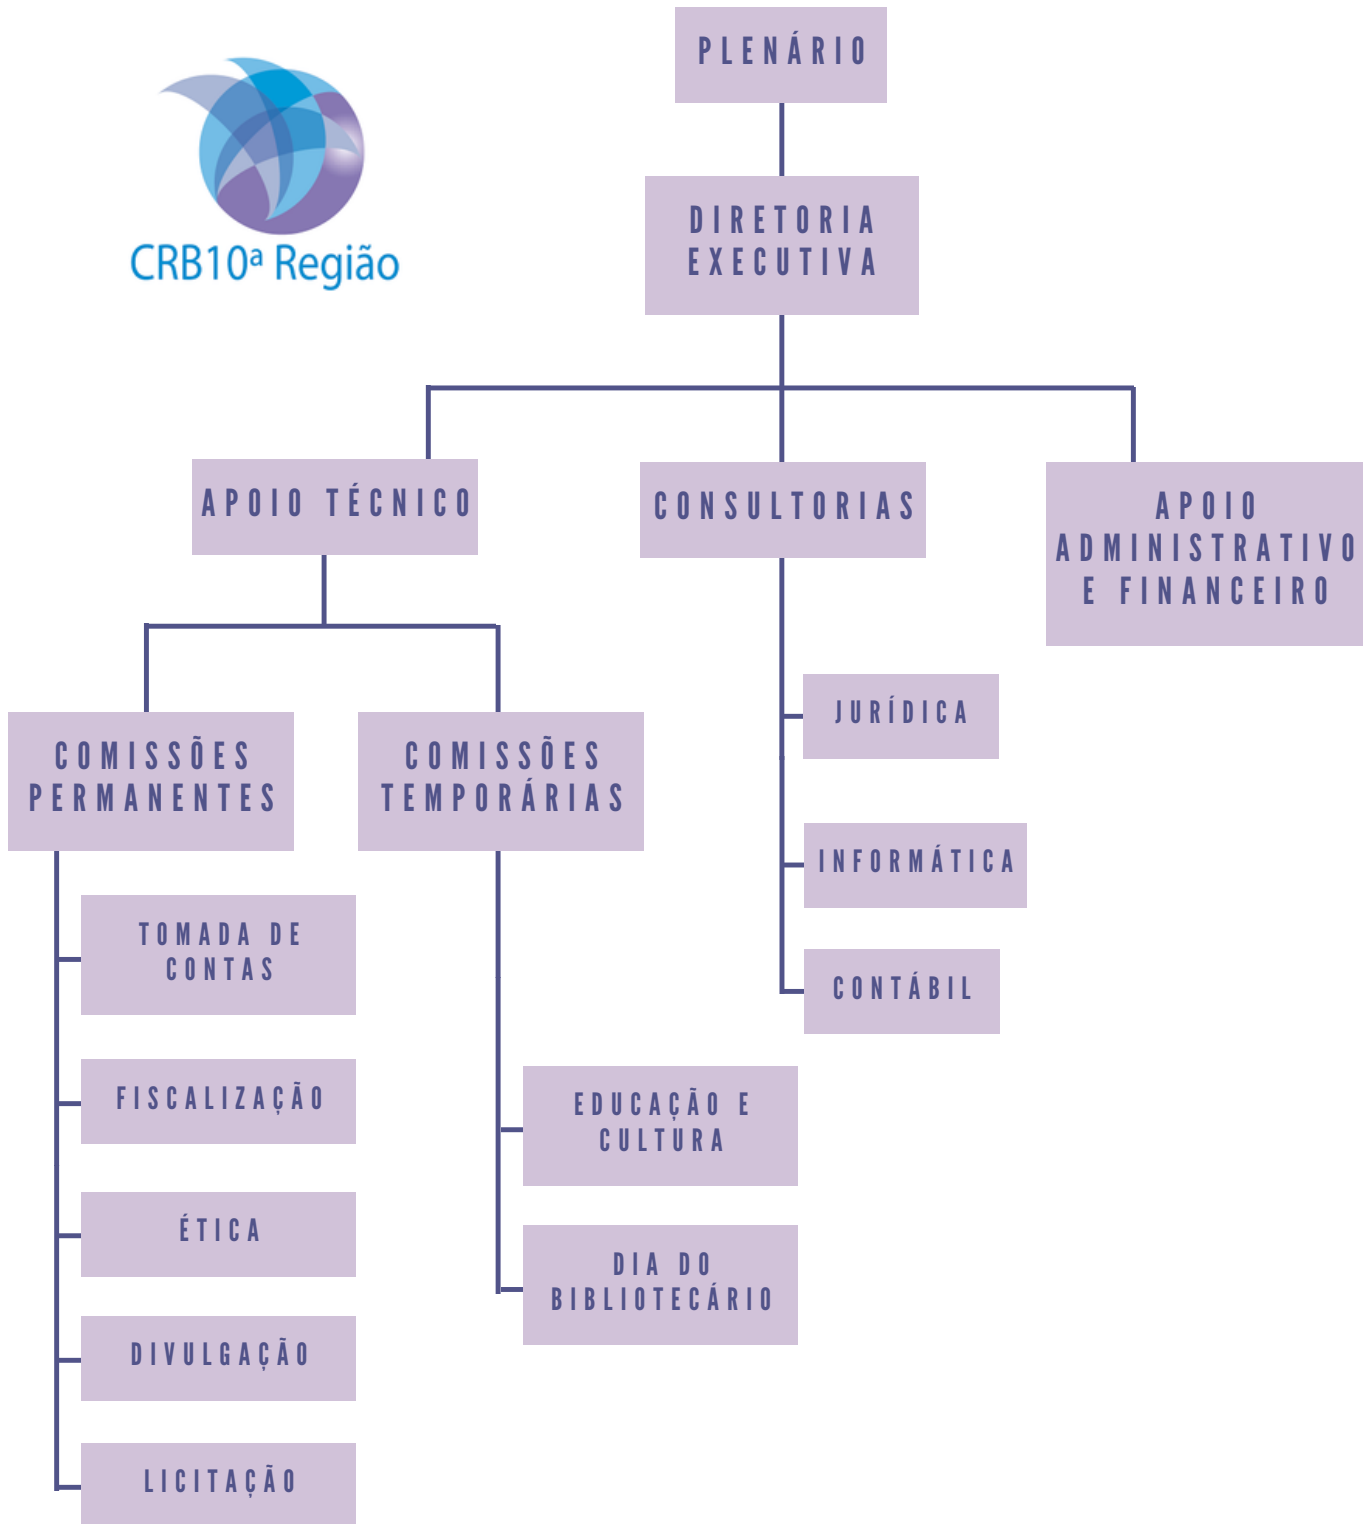 PLENÁRIO
CRB10ª Região
DIRETORIA
EXECUTIVA
APOIO TÉCNICO
CONSULTORIAS
APOIO
ADMINISTRATIVO
E FINANCEIRO
COMISSÕES
PERMANENTES
COMISSÕES
TEMPORÁRIAS
JURÍDICA
INFORMÁTICA
CONTÁBIL
TOMADA DE
CONTAS
FISCALIZAÇÃO
ÉTICA
DIVULGAÇÃO
LICITAÇÃO
EDUCAÇÃO E
CULTURA
DIA DO
BIBLIOTECÁRIO